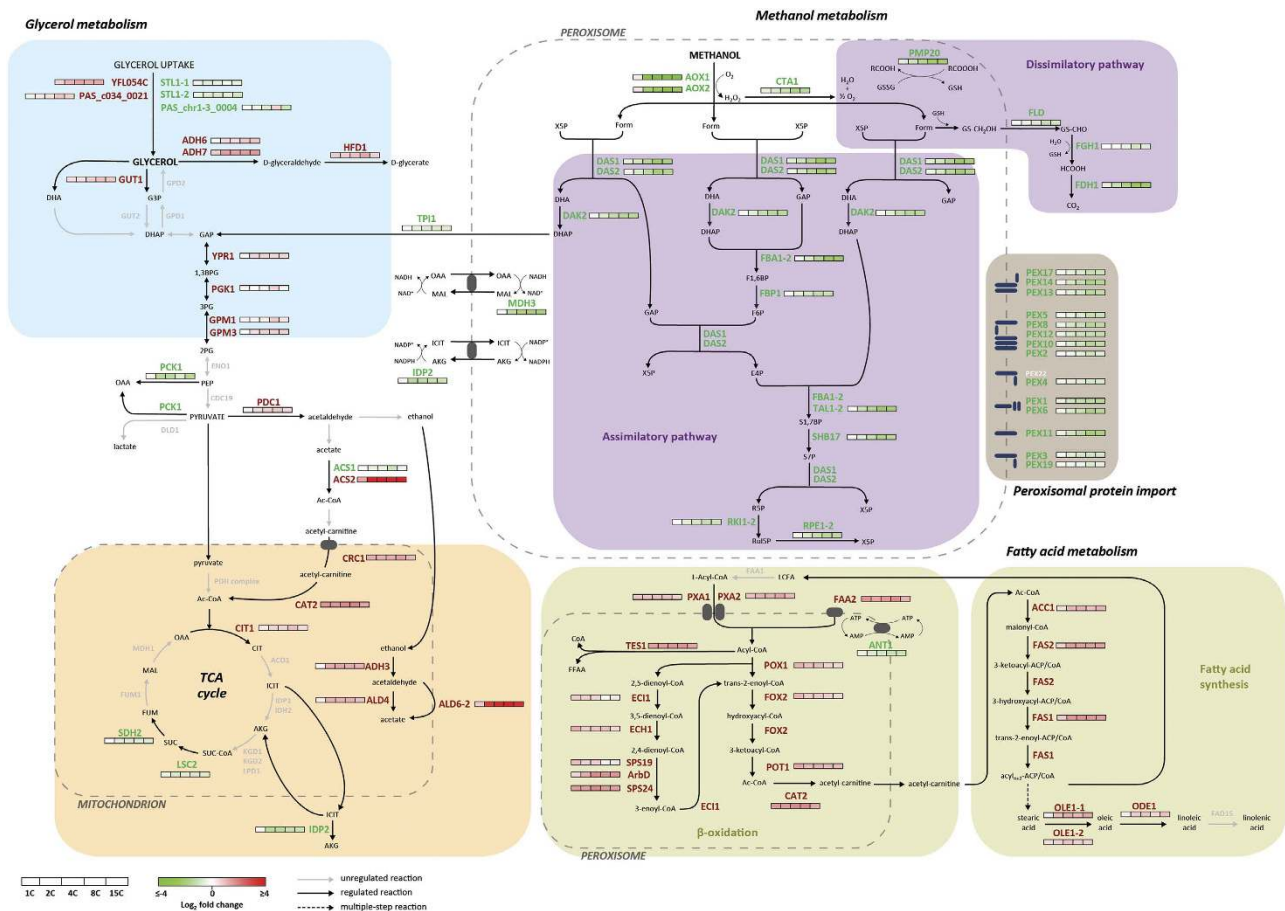 Glycerol metabolism
GLYCEROL UPTAKE
YFL054C
STL1-1
PAS_c034_0021
STL1-2
PAS_chr1-3_0004
ADH6
ADH7
HFD1
GLYCEROL
D-glyceraldehyde
D-glycerate
GUT1
GPD2
DHA
G3P
GUT2
GPD1
DHAP
GAP
TPI1
YPR1
1,3BPG
PGK1
3PG
GPM1
GPM3
2PG
ENO1
PCK1
OAA
PEP
CDC19
PCK1
PDC1
PYRUVATE
acetaldehyde
ethanol
DLD1
lactate
acetate
ACS1
ACS2
Ac-CoA
acetyl-carnitine
Methanol metabolism
PEROXISOME
METHANOL
AOX1
AOX2
O₂
H₂O₂
CTA1
H₂O
+
½ O₂
PMP20
RCOOH
RCOOOH
GSSG
GSH
Dissimilatory pathway
X5P
Form
Form
X5P
X5P
Form
GSH
GS-CH₂OH
FLD
GS-CHO
H₂O
GSH
FGH1
HCOOH
FDH1
CO₂
DAS1
DAS2
DAS1
DAS2
DAS1
DAS2
DHA
DHA
GAP
DHA
GAP
DAK2
DAK2
DAK2
DHAP
DHAP
DHAP
FBA1-2
F1,6BP
FBP1
GAP
F6P
DAS1
DAS2
X5P
E4P
FBA1-2
TAL1-2
S1,7BP
Assimilatory pathway
SHB17
S7P
DAS1
DAS2
R5P
X5P
RKI1-2
RPE1-2
Rul5P
X5P
NADH
OAA
OAA
NADH
NAD⁺
MAL
MAL
NAD⁺
MDH3
NADP⁺
ICIT
ICIT
NADP⁺
NADPH
AKG
AKG
NADPH
IDP2
PEX17
PEX14
PEX13
PEX5
PEX8
PEX12
PEX10
PEX2
PEX22
PEX4
PEX1
PEX6
PEX11
PEX3
PEX19
Peroxisomal protein import
pyruvate
PDH complex
CRC1
acetyl-carnitine
Ac-CoA
CAT2
CIT1
OAA
CIT
MDH1
ACO1
MAL
TCA
cycle
ICIT
FUM1
IDP1
IDH2
FUM
AKG
SDH2
SUC
SUC-CoA
KGD1
KGD2
LPD1
LSC2
MITOCHONDRION
ethanol
ADH3
acetaldehyde
ALD4
ALD6-2
acetate
ICIT
IDP2
AKG
Fatty acid metabolism
FAA1
l-Acyl-CoA
LCFA
PXA1
PXA2
FAA2
ATP
ATP
AMP
AMP
ANT1
CoA
TES1
Acyl-CoA
FFAA
POX1
2,5-dienoyl-CoA
trans-2-enoyl-CoA
ECI1
FOX2
3,5-dienoyl-CoA
hydroxyacyl-CoA
ECH1
FOX2
2,4-dienoyl-CoA
3-ketoacyl-CoA
SPS19
ArbD
SPS24
POT1
Ac-CoA
acetyl carnitine
acetyl-carnitine
3-enoyl-CoA
ECI1
CAT2
β-oxidation
PEROXISOME
Ac-CoA
ACC1
malonyl-CoA
FAS2
3-ketoacyl-ACP/CoA
FAS2
Fatty acid
synthesis
3-hydroxyacyl-ACP/CoA
FAS1
trans-2-enoyl-ACP/CoA
FAS1
acylₙ₊₂-ACP/CoA
OLE1-1
ODE1
FAD15
stearic
acid
oleic
acid
linoleic
acid
linolenic
acid
OLE1-2
1C 2C 4C 8C 15C
≤-4 0 ≥4
Log₂ fold change
unregulated reaction
regulated reaction
multiple-step reaction